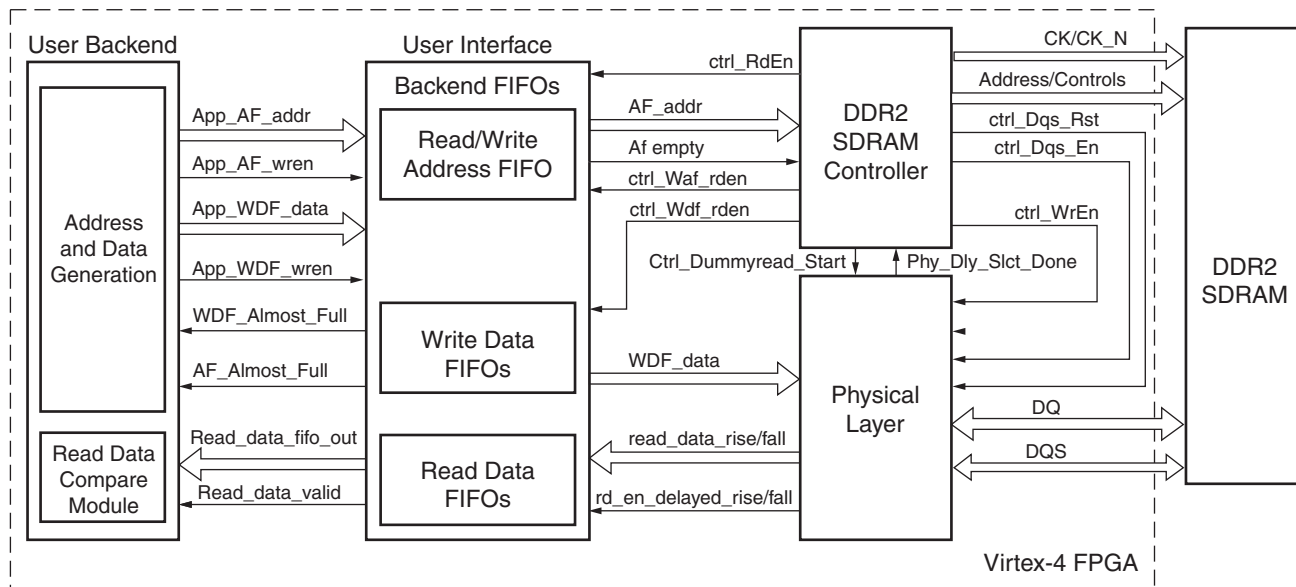 User Backend
Address
and Data
Generation
Read Data
Compare
Module
App_AF_addr
App_AF_wren
App_WDF_data
App_WDF_wren
WDF_Almost_Full
AF_Almost_Full
Read_data_fifo_out
Read_data_valid
User Interface
Backend FIFOs
Read/Write
Address FIFO
Write Data
FIFOs
Read Data
FIFOs
ctrl_RdEn
AF_addr
Af empty
ctrl_Waf_rden
ctrl_Wdf_rden
Ctrl_Dummyread_Start
Phy_Dly_Slct_Done
WDF_data
read_data_rise/fall
rd_en_delayed_rise/fall
DDR2
SDRAM
Controller
Physical
Layer
CK/CK_N
Address/Controls
ctrl_Dqs_Rst
ctrl_Dqs_En
ctrl_WrEn
DQ
DQS
DDR2
SDRAM
Virtex-4 FPGA